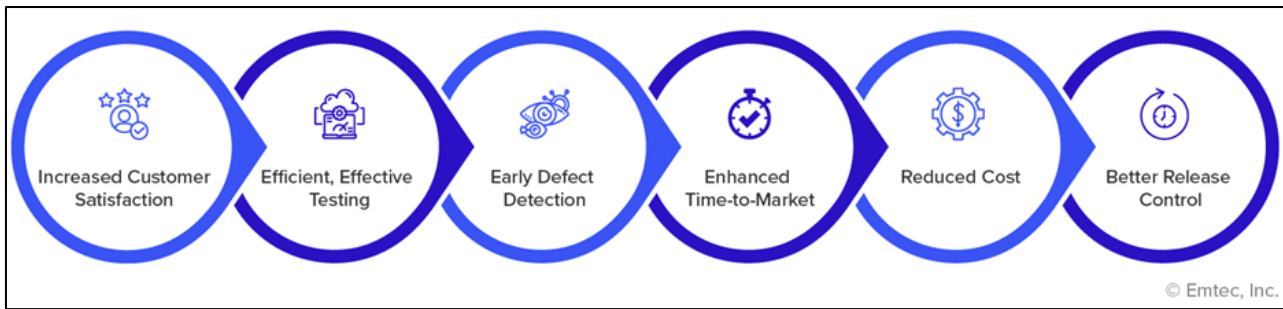 Increased Customer
Satisfaction
Efficient, Effective
Testing
Early Defect
Detection
Enhanced
Time-to-Market
Reduced Cost
Better Release
Control
© Emtec, Inc.